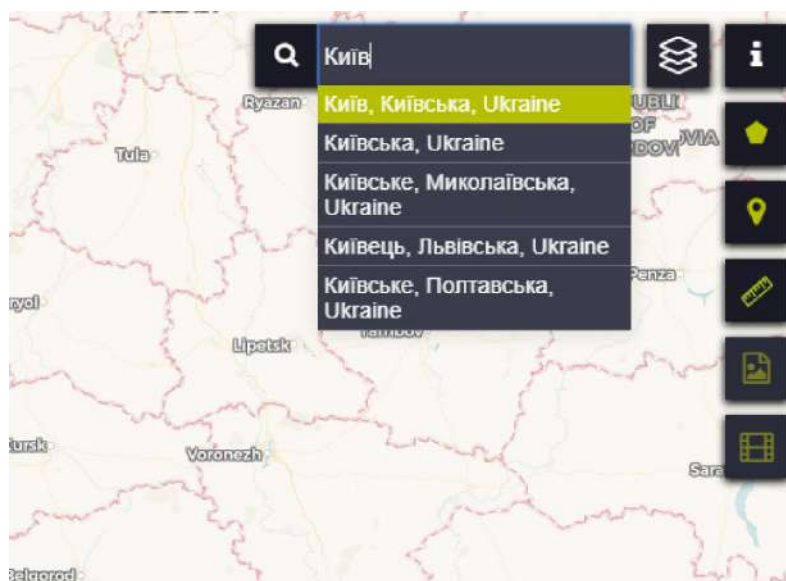 Київ
Ryazan
Київ, Київська, Ukraine
Київська, Ukraine
Київське, Миколаївська,
Ukraine
Київець, Львівська, Ukraine
Київське, Полтавська,
Ukraine
OF
Tula
Penza
Lipetsk
Voronezh
Belgorod